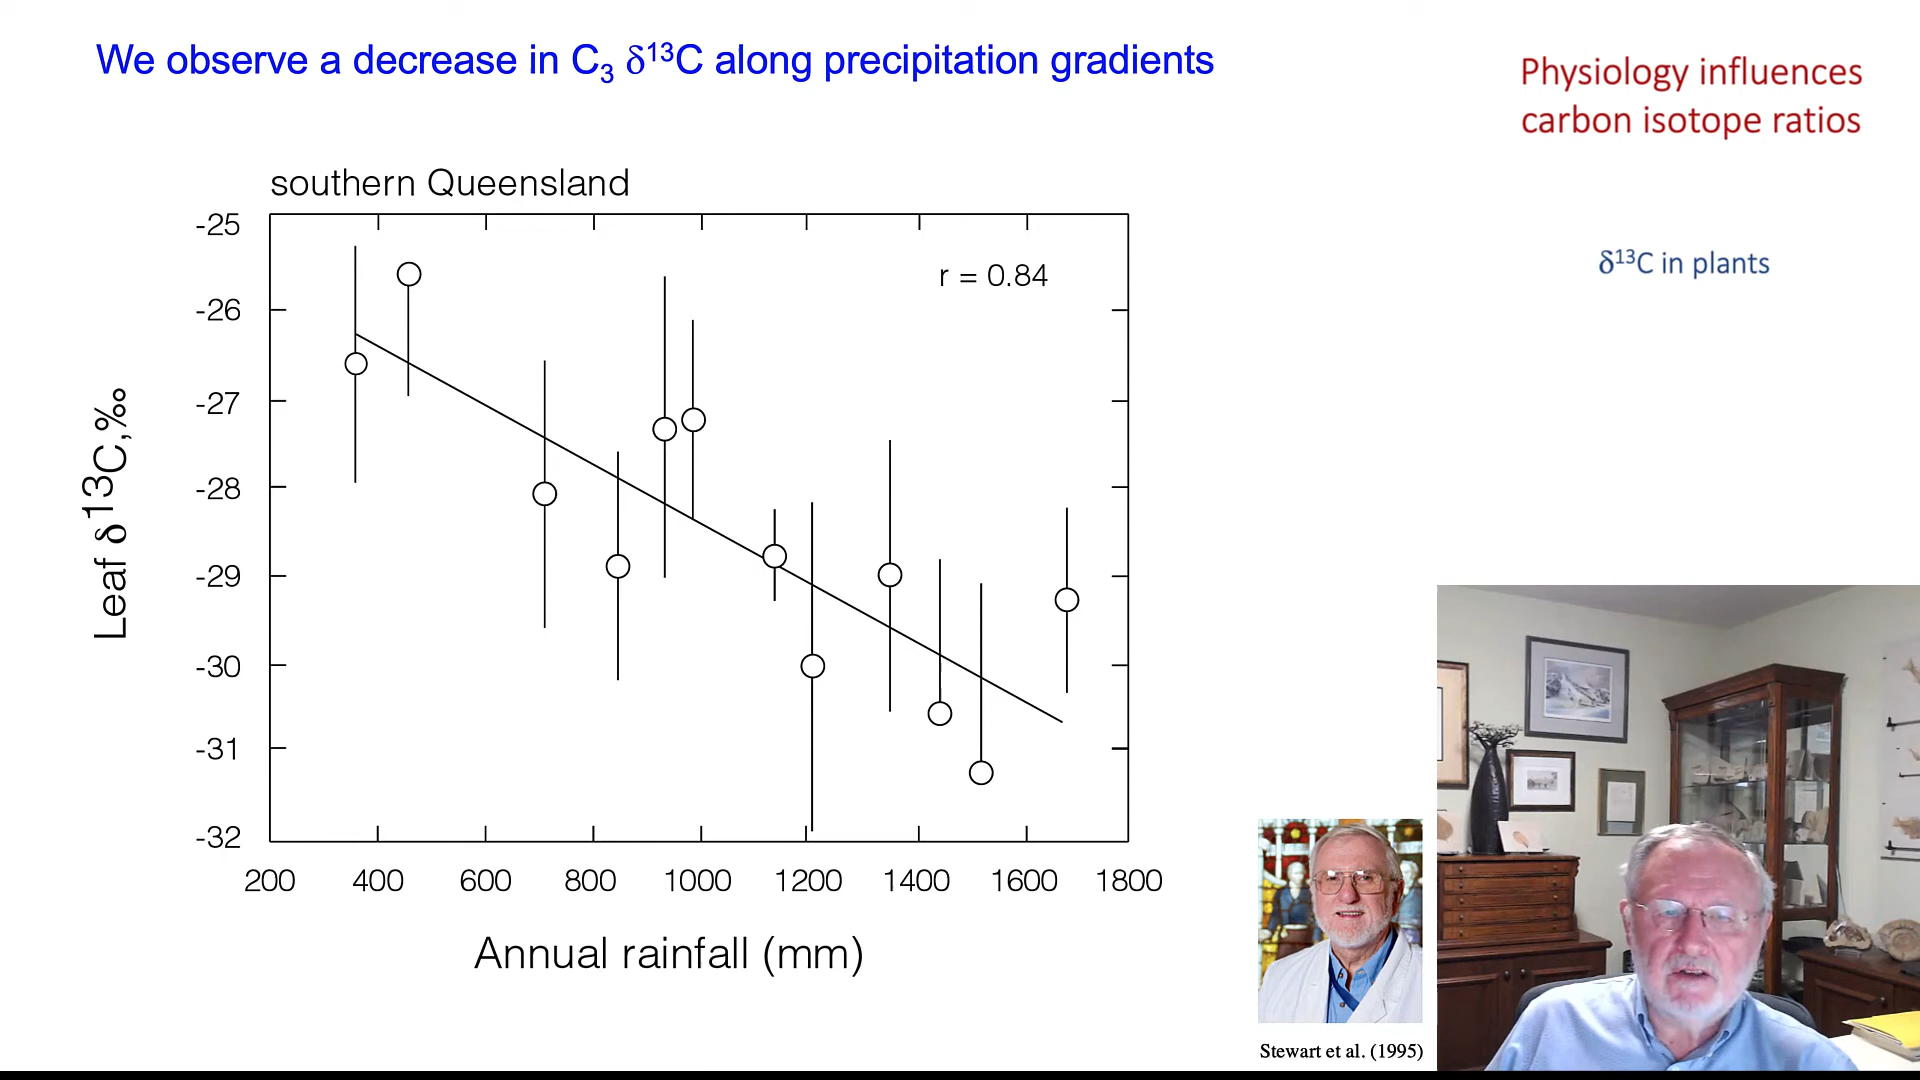 We observe a decrease in C₃ δ¹³C along precipitation gradients
Physiology influences
carbon isotope ratios
δ¹³C in plants
southern Queensland
r = 0.84
-25
-26
-27
-28
-29
-30
-31
-32
Leaf δ¹³C,‰
200 400 600 800 1000 1200 1400 1600 1800
Annual rainfall (mm)
Stewart et al. (1995)